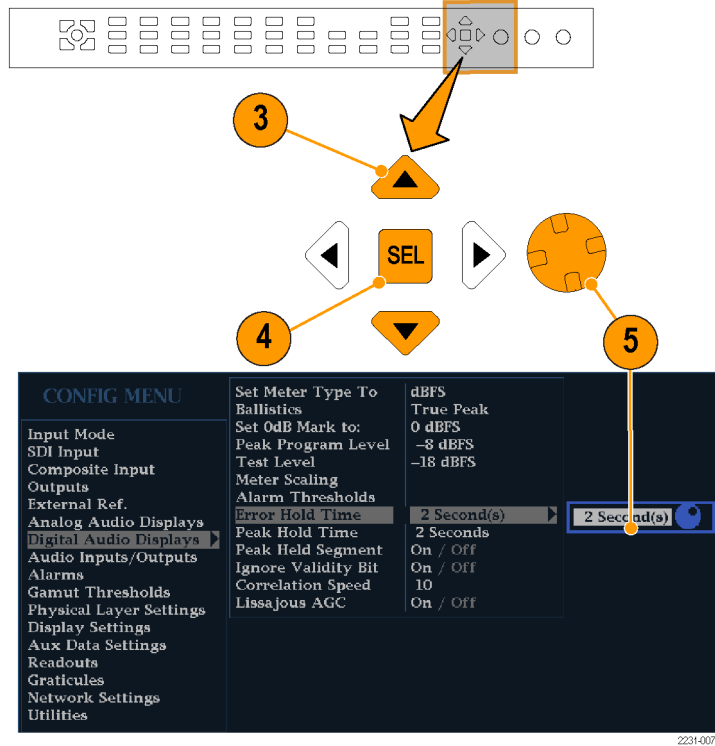 3
SEL
4
5
CONFIG MENU
Input Mode
SDI Input
Composite Input
Outputs
External Ref.
Analog Audio Displays
Digital Audio Displays
Audio Inputs/Outputs
Alarms
Gamut Thresholds
Physical Layer Settings
Display Settings
Aux Data Settings
Readouts
Graticules
Network Settings
Utilities
Set Meter Type To dBFS
Ballistics True Peak
Set 0dB Mark to: 0 dBFS
Peak Program Level –8 dBFS
Test Level –18 dBFS
Meter Scaling
Alarm Thresholds
Error Hold Time 2 Second(s)
Peak Hold Time 2 Seconds
Peak Held Segment On / Off
Ignore Validity Bit On / Off
Correlation Speed 10
Lissajous AGC On / Off
2 Second(s)
2231-007